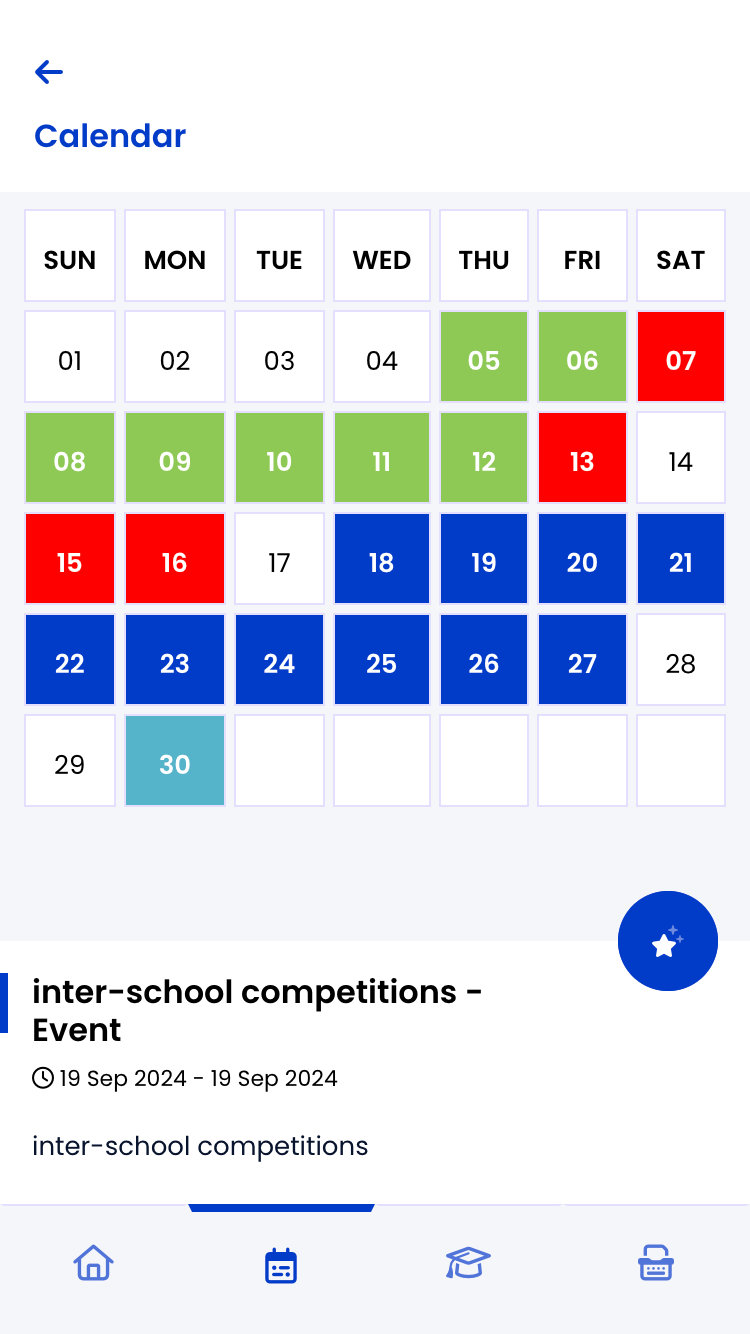 Calendar
SUN MON TUE WED THU FRI SAT
01 02 03 04 05 06 07
08 09 10 11 12 13 14
15 16 17 18 19 20 21
22 23 24 25 26 27 28
29 30
inter-school competitions -
Event
19 Sep 2024 - 19 Sep 2024
inter-school competitions